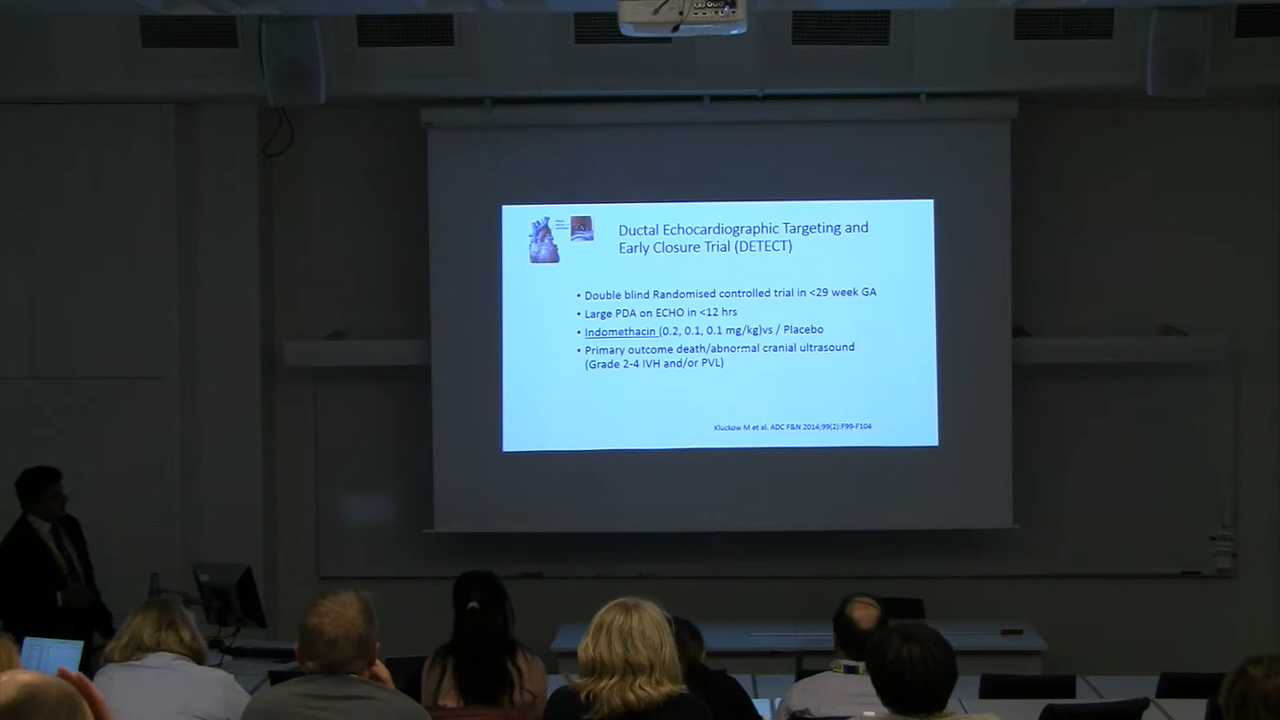 Ductal Echocardiographic Targeting and
Early Closure Trial (DETECT)
• Double blind Randomised controlled trial in <29 week GA
• Large PDA on ECHO in <12 hrs
• Indomethacin (0.2, 0.1, 0.1 mg/kg)vs / Placebo
• Primary outcome death/abnormal cranial ultrasound
(Grade 2-4 IVH and/or PVL)
Kluckow M et al. ADC F&N 2014;99(2):F99-F104